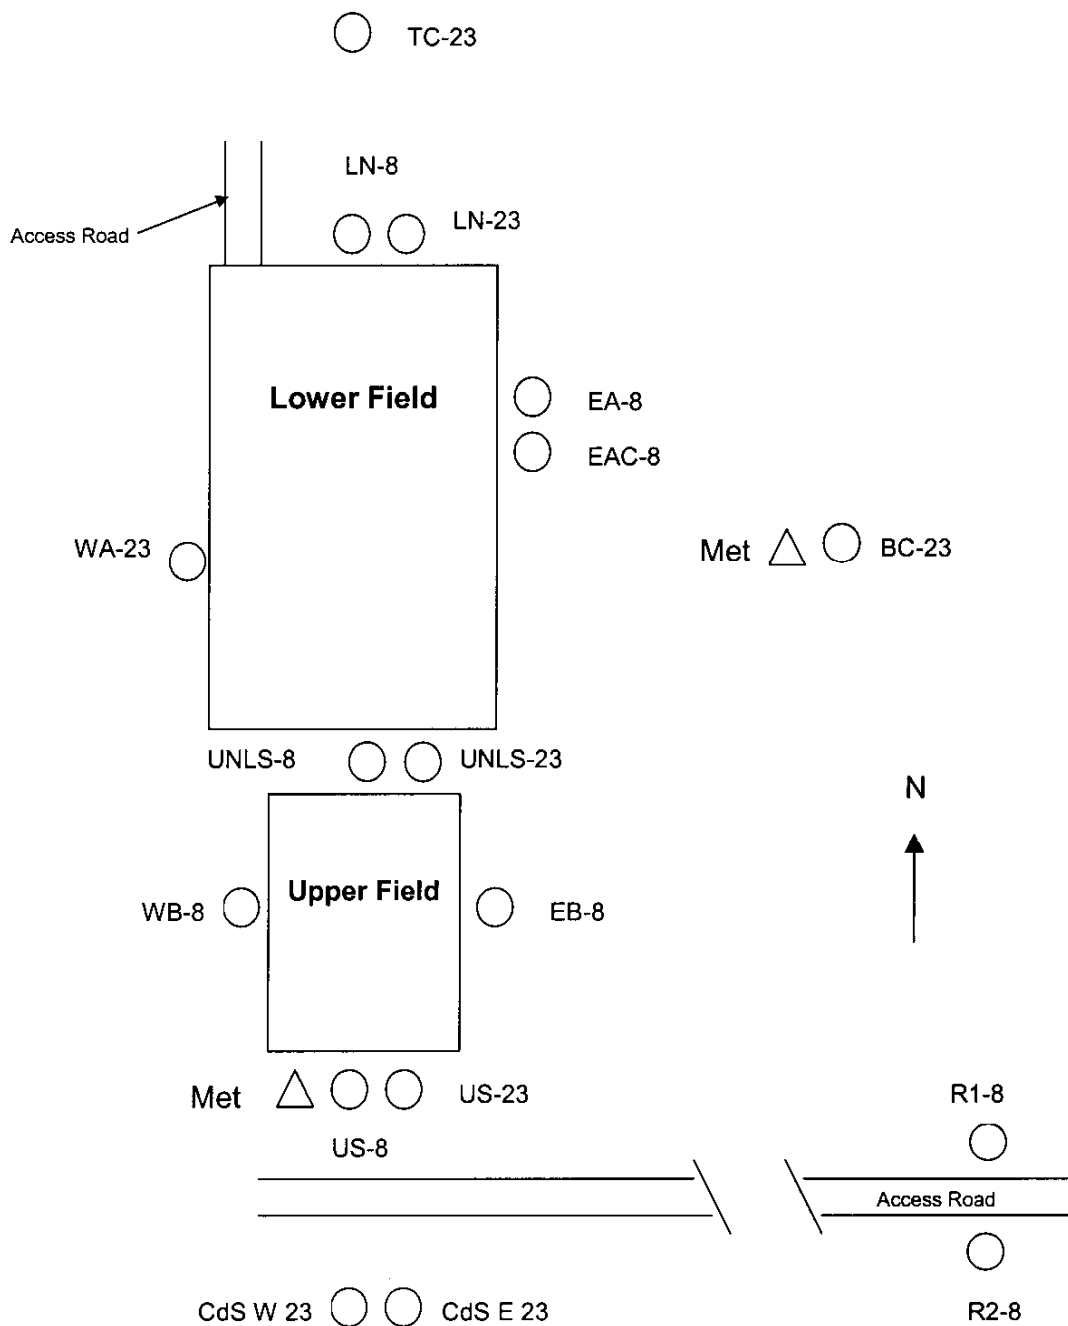 TC-23
LN-8
LN-23
Access Road
Lower Field
EA-8
EAC-8
WA-23
Met
BC-23
UNLS-8
UNLS-23
N
Upper Field
WB-8
EB-8
Met
US-23
R1-8
US-8
Access Road
CdS W 23
CdS E 23
R2-8